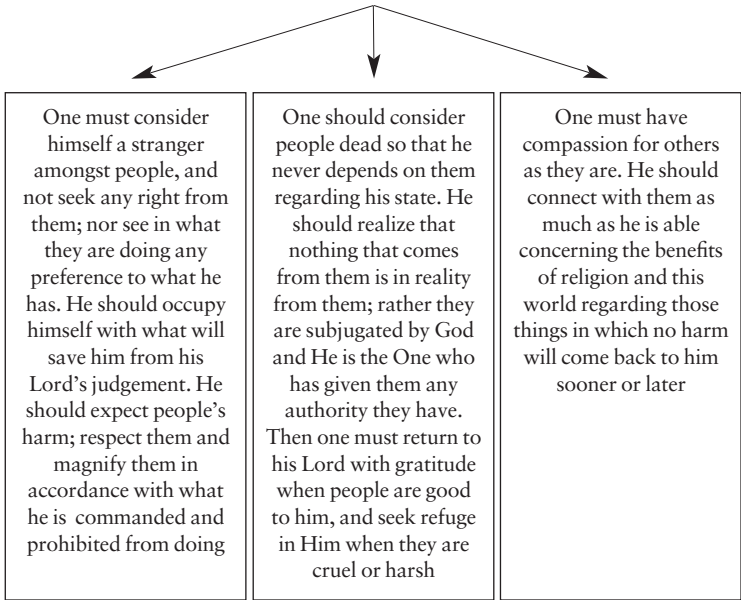 One must consider
himself a stranger
amongst people, and
not seek any right from
them; nor see in what
they are doing any
preference to what he
has. He should occupy
himself with what will
save him from his
Lord’s judgement. He
should expect people’s
harm; respect them and
magnify them in
accordance with what
he is commanded and
prohibited from doing
One should consider
people dead so that he
never depends on them
regarding his state. He
should realize that
nothing that comes
from them is in reality
from them; rather they
are subjugated by God
and He is the One who
has given them any
authority they have.
Then one must return to
his Lord with gratitude
when people are good
to him, and seek refuge
in Him when they are
cruel or harsh
One must have
compassion for others
as they are. He should
connect with them as
much as he is able
concerning the benefits
of religion and this
world regarding those
things in which no harm
will come back to him
sooner or later